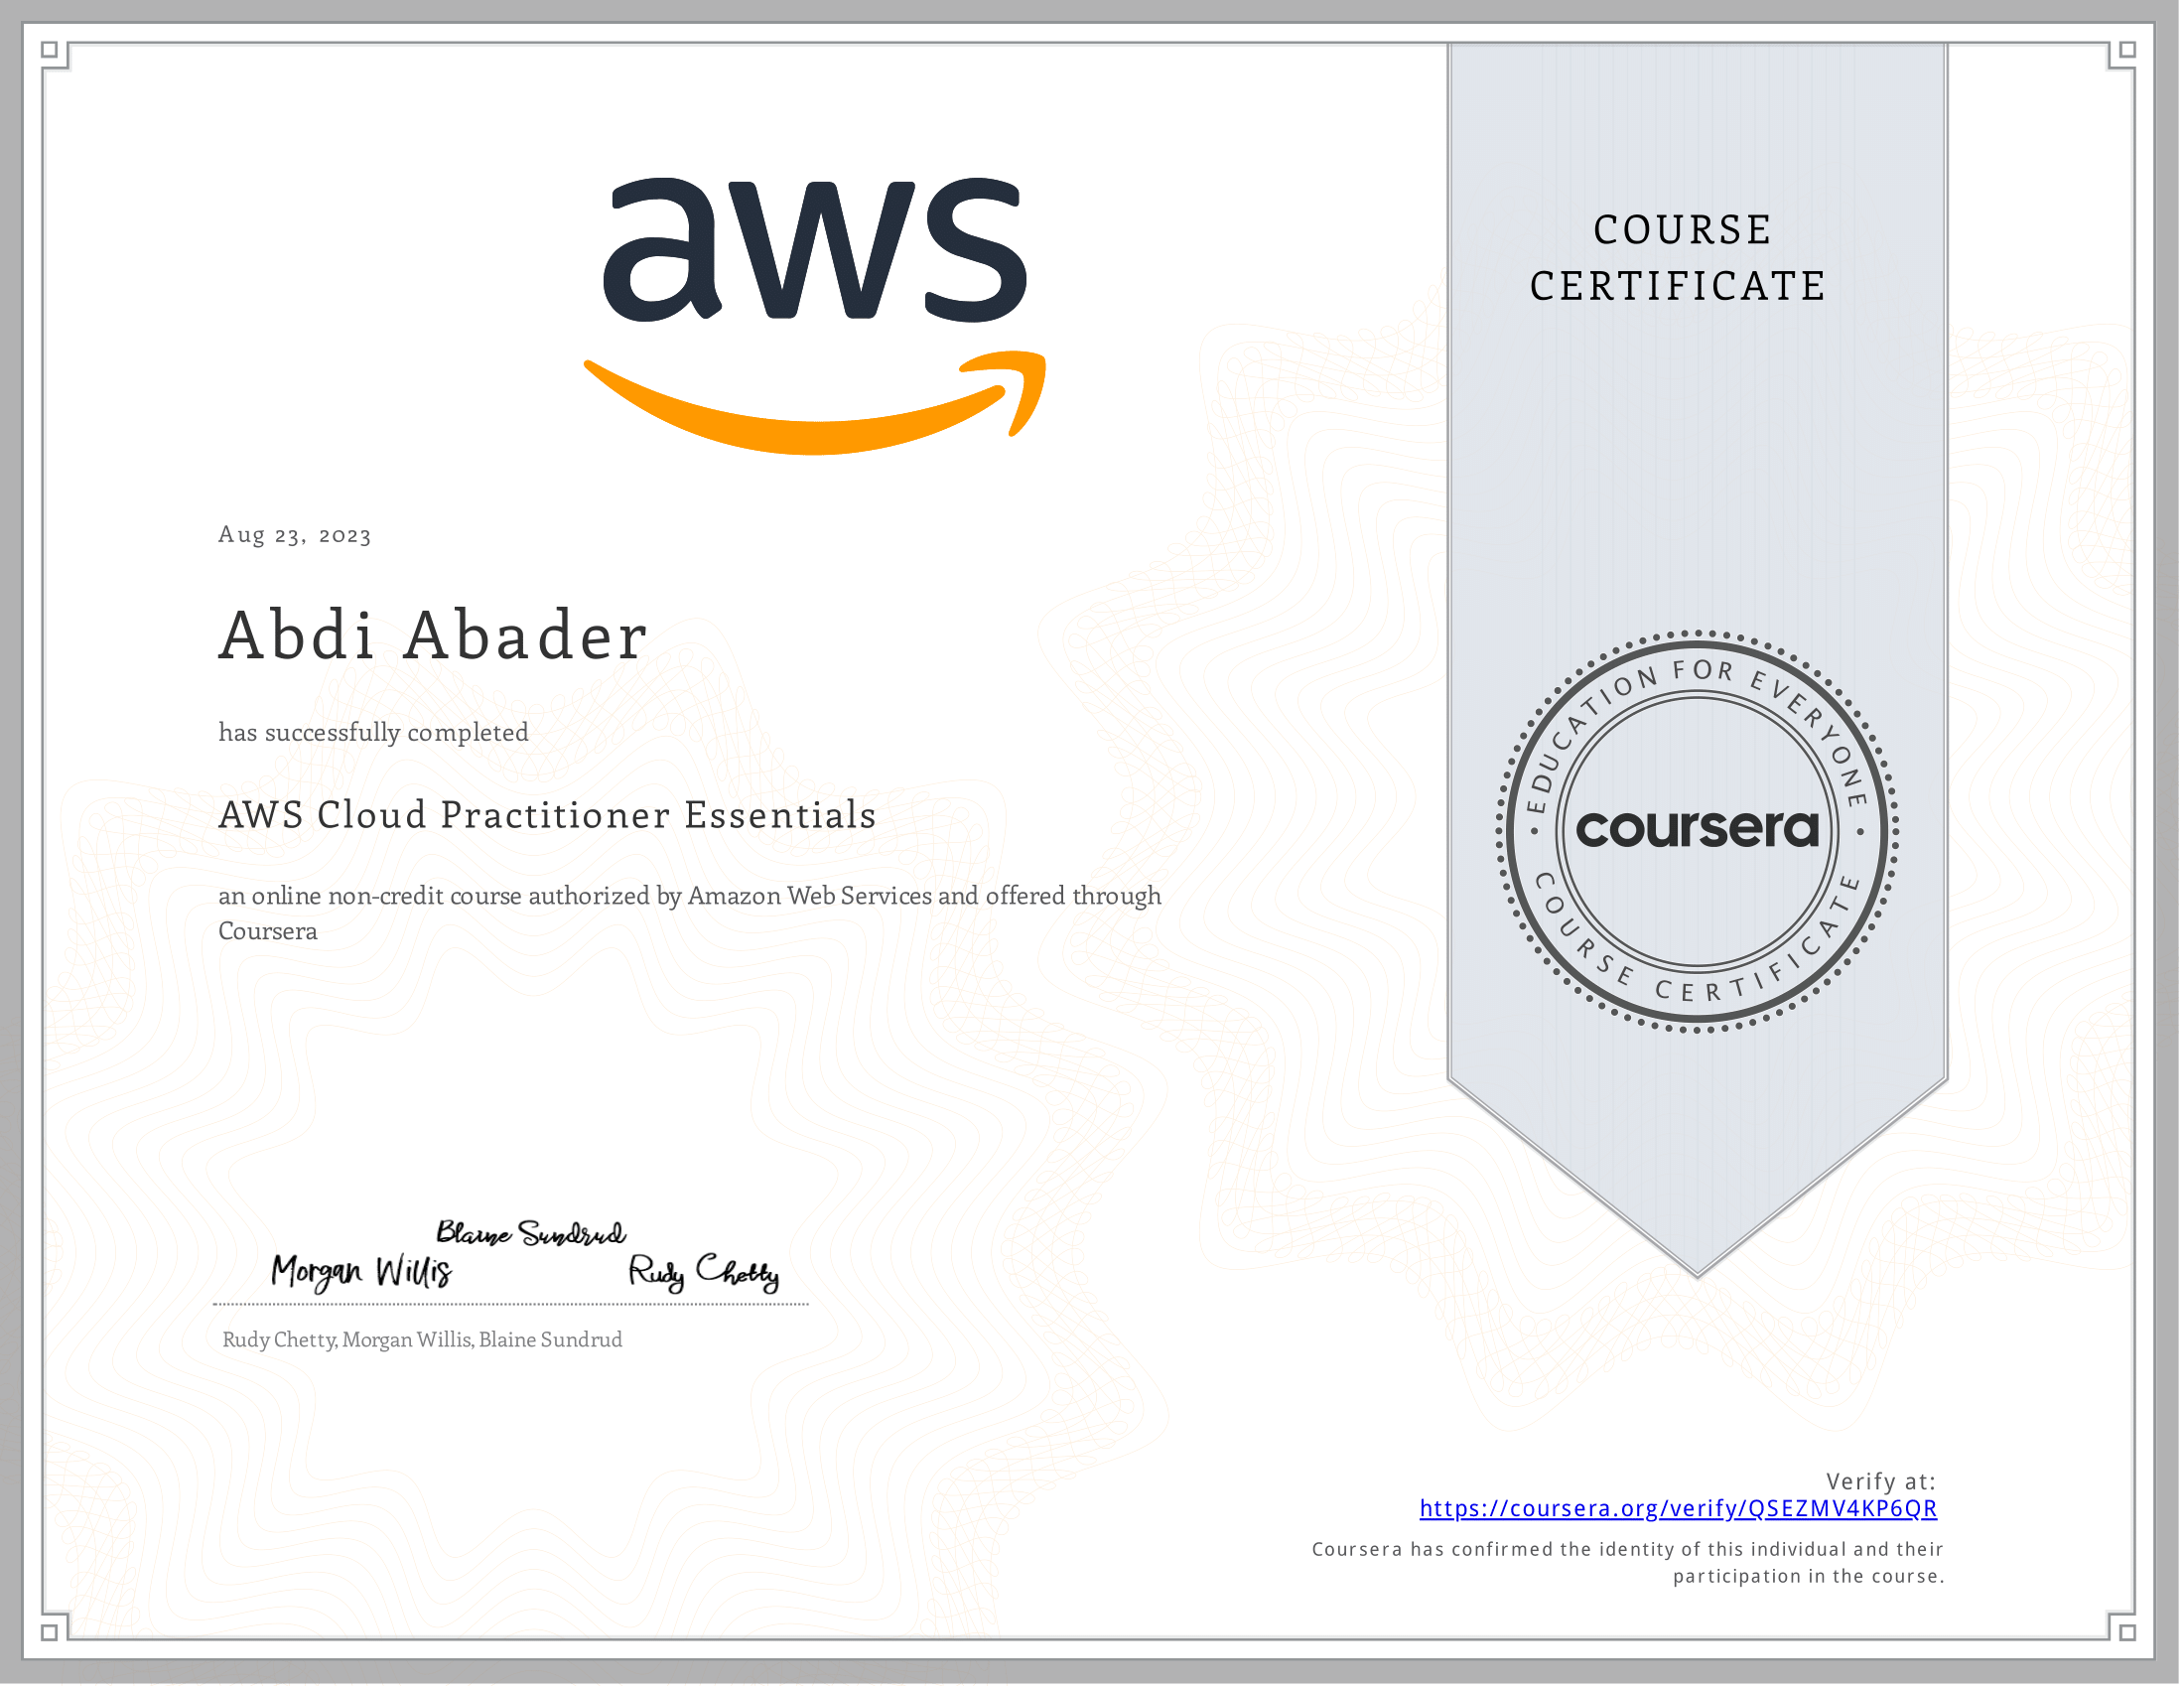 aws
COURSE
CERTIFICATE
Aug 23, 2023
Abdi Abader
has successfully completed
AWS Cloud Practitioner Essentials
an online non-credit course authorized by Amazon Web Services and offered through
Coursera
EDUCATION FOR EVERYONE
coursera
COURSE CERTIFICATE
Blaine Sundrud
Morgan Willis
Rudy Chetty
Rudy Chetty, Morgan Willis, Blaine Sundrud
Verify at:
https://coursera.org/verify/QSEZMV4KP6QR
Coursera has confirmed the identity of this individual and their
participation in the course.